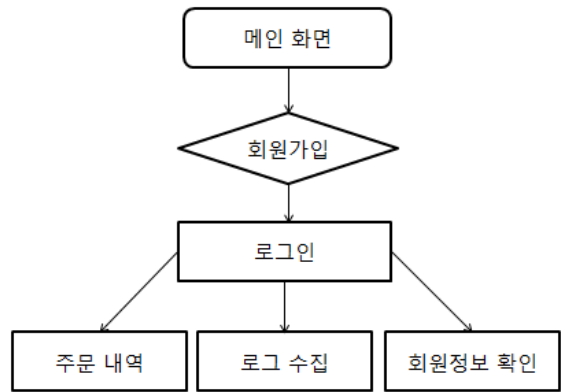 메인 화면
회원가입
로그인
주문 내역
로그 수집
회원정보 확인